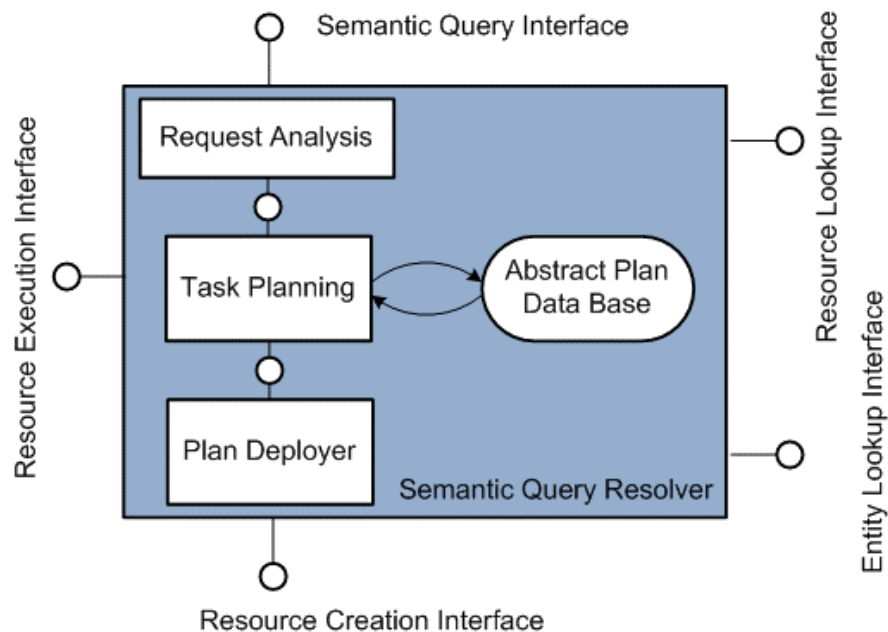 Semantic Query Interface
Request Analysis
Resource Lookup Interface
Resource Execution Interface
Task Planning
Abstract Plan
Data Base
Plan Deployer
Entity Lookup Interface
Semantic Query Resolver
Resource Creation Interface